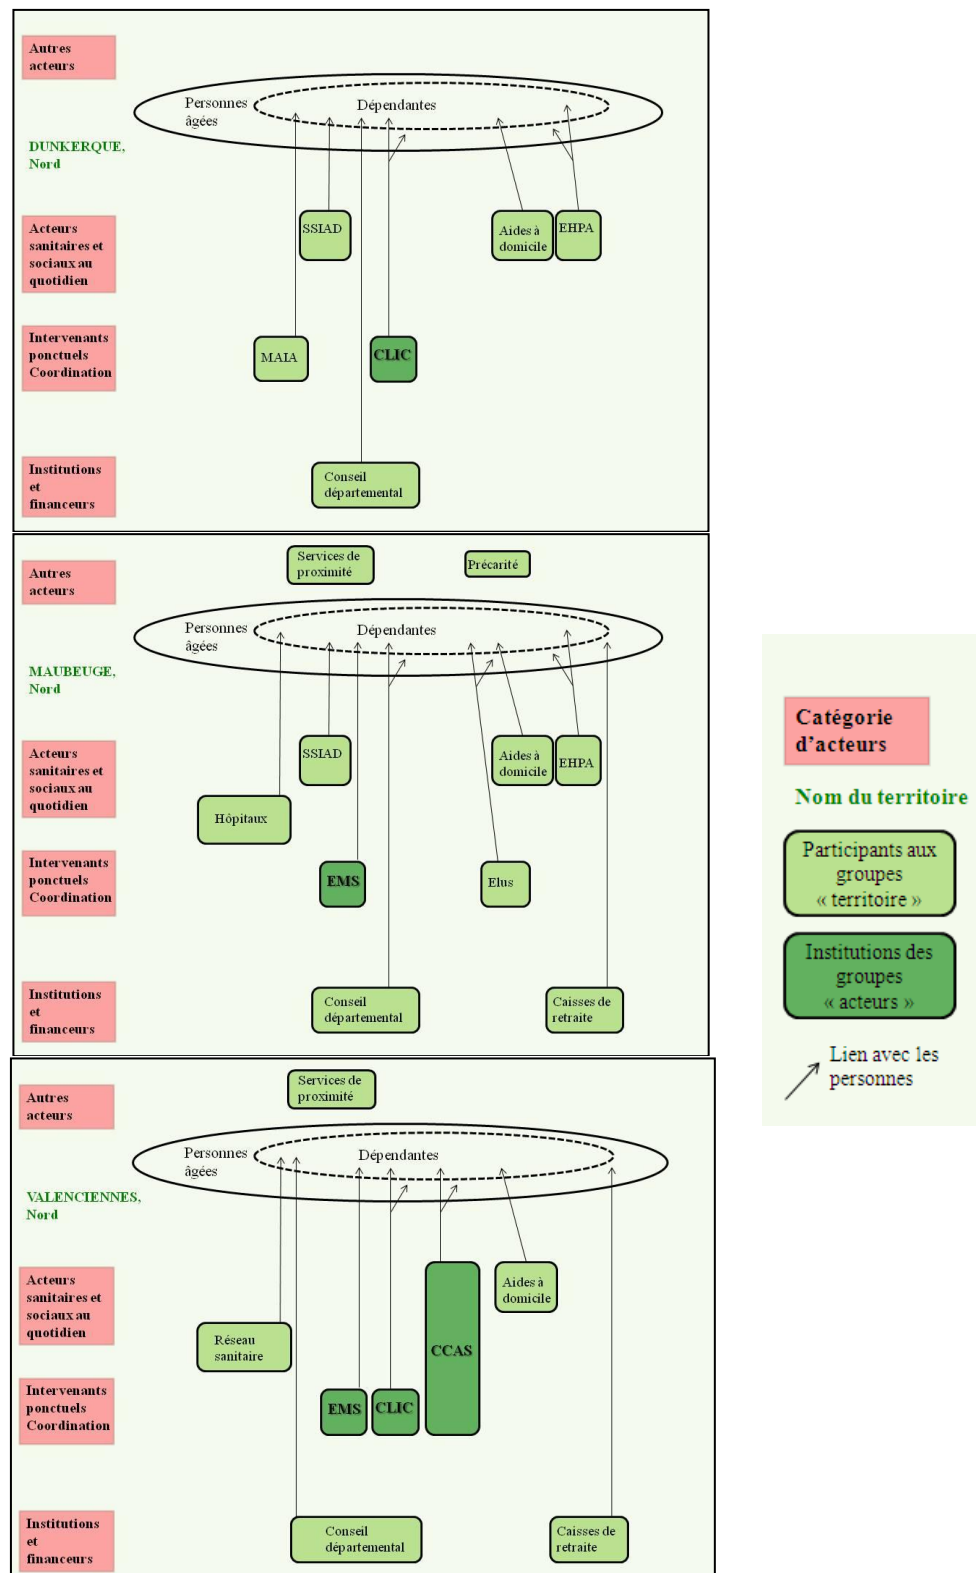 Autres
acteurs
Personnes
âgées
Dépendantes
DUNKERQUE,
Nord
Acteurs
sanitaires et
sociaux au
quotidien
SSIAD
Aides à
domicile
EHPA
Intervenants
ponctuels
Coordination
MAIA
CLIC
Institutions
et
financeurs
Conseil
départemental
Autres
acteurs
Services de
proximité
Précarité
Personnes
âgées
Dépendantes
MAUBEUGE,
Nord
Acteurs
sanitaires et
sociaux au
quotidien
SSIAD
Aides à
domicile
EHPA
Hôpitaux
Intervenants
ponctuels
Coordination
EMS
Elus
Institutions
et
financeurs
Conseil
départemental
Caisses de
retraite
Autres
acteurs
Services de
proximité
Personnes
âgées
Dépendantes
VALENCIENNES,
Nord
Acteurs
sanitaires et
sociaux au
quotidien
Aides à
domicile
Réseau
sanitaire
CCAS
Intervenants
ponctuels
Coordination
EMS
CLIC
Institutions
et
financeurs
Conseil
départemental
Caisses de
retraite
Catégorie
d'acteurs
Nom du territoire
Participants aux
groupes
« territoire »
Institutions des
groupes
« acteurs »
Lien avec les
personnes